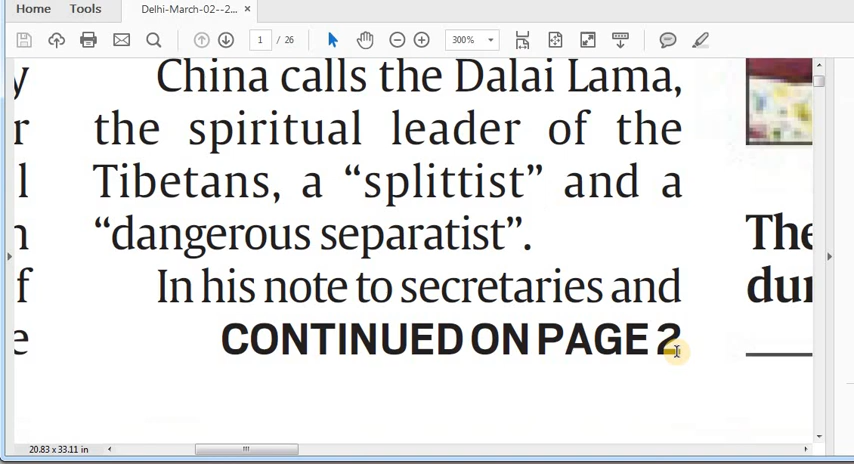 Home Tools Delhi-March-02--2... ×
1 / 26 300%
China calls the Dalai Lama,
the spiritual leader of the
Tibetans, a “splittist” and a
“dangerous separatist”.
In his note to secretaries and
CONTINUED ON PAGE 2
y
r
l
n
f
e
The
dur
20.83 x 33.11 in